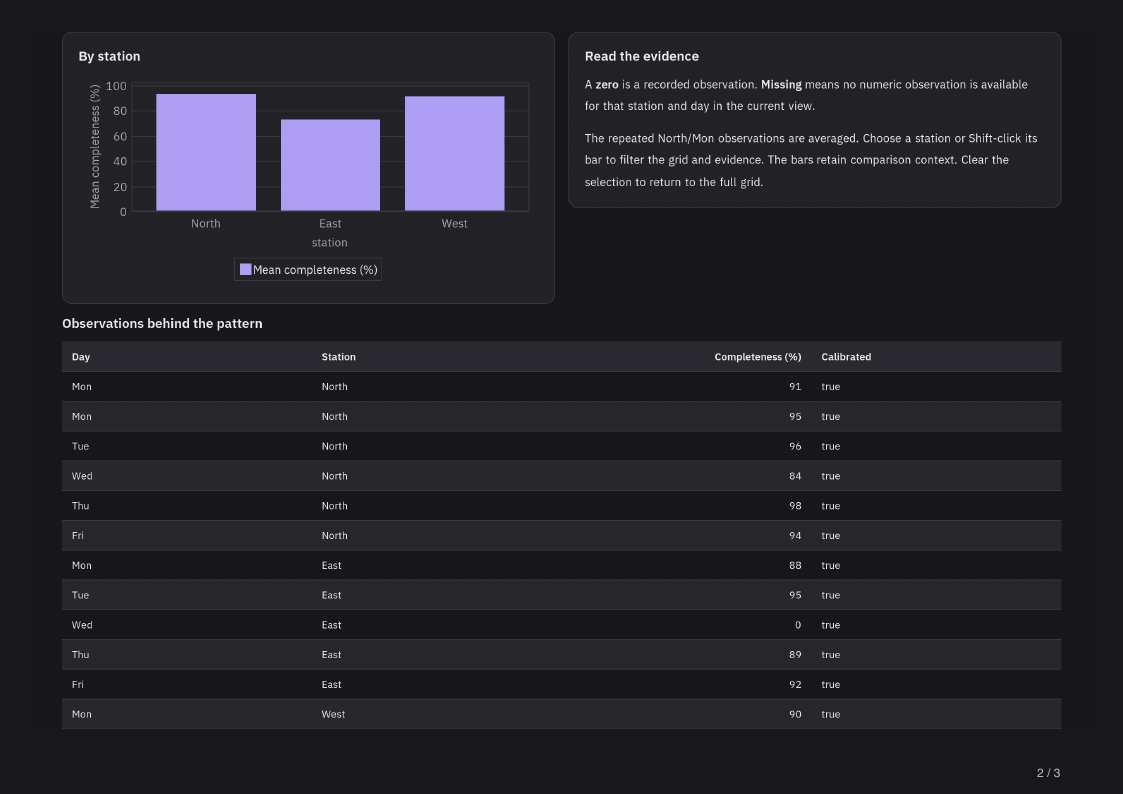 By station
Mean completeness (%)
100
80
60
40
20
0
North East West
station
Mean completeness (%)
Read the evidence
A zero is a recorded observation. Missing means no numeric observation is available
for that station and day in the current view.
The repeated North/Mon observations are averaged. Choose a station or Shift-click its
bar to filter the grid and evidence. The bars retain comparison context. Clear the
selection to return to the full grid.
Observations behind the pattern
Day Station Completeness (%) Calibrated
Mon North 91 true
Mon North 95 true
Tue North 96 true
Wed North 84 true
Thu North 98 true
Fri North 94 true
Mon East 88 true
Tue East 95 true
Wed East 0 true
Thu East 89 true
Fri East 92 true
Mon West 90 true
2 / 3